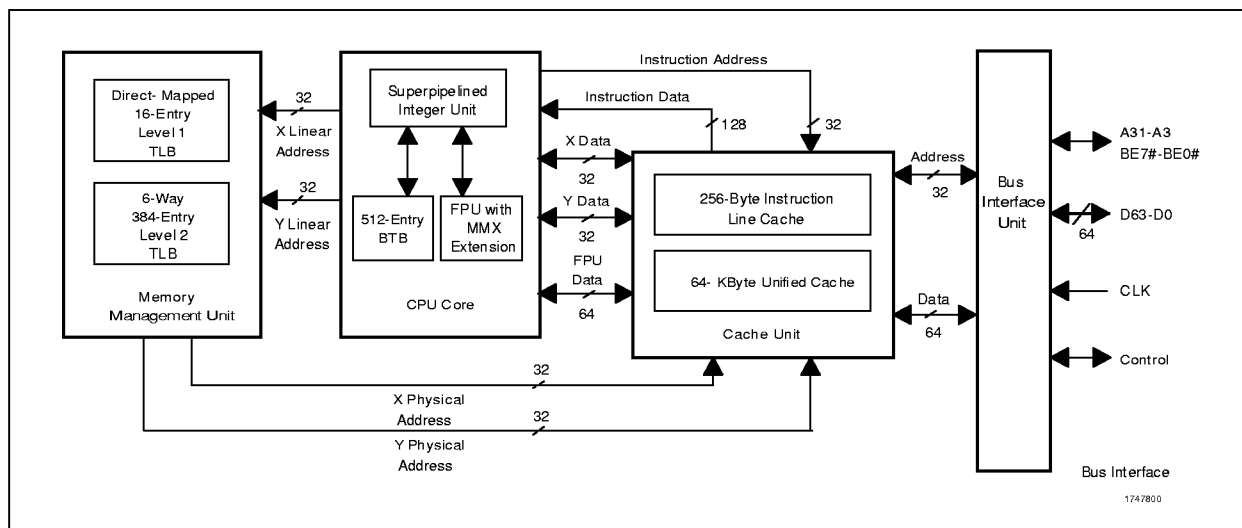 Direct- Mapped
16-Entry
Level 1
TLB
6-Way
384-Entry
Level 2
TLB
Memory
Management Unit
32
X Linear
Address
32
Y Linear
Address
Superpipelined
Integer Unit
512-Entry
BTB
FPU with
MMX
Extension
CPU Core
Instruction Address
Instruction Data
128
32
X Data
32
Y Data
32
FPU
Data
64
256-Byte Instruction
Line Cache
64- KByte Unified Cache
Cache Unit
Address
32
Data
64
Bus
Interface
Unit
A31-A3
BE7#-BE0#
D63-D0
64
CLK
Control
32
X Physical
Address
32
Y Physical
Address
Bus Interface
1747800